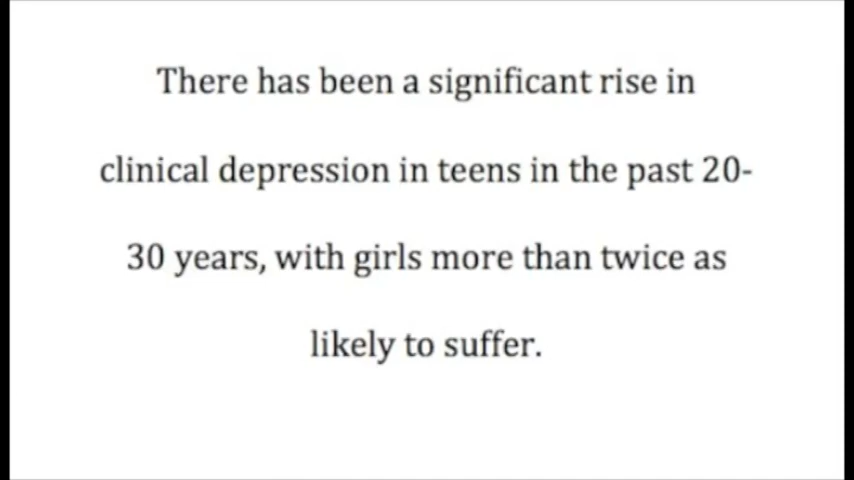 There has been a significant rise in
clinical depression in teens in the past 20-
30 years, with girls more than twice as
likely to suffer.